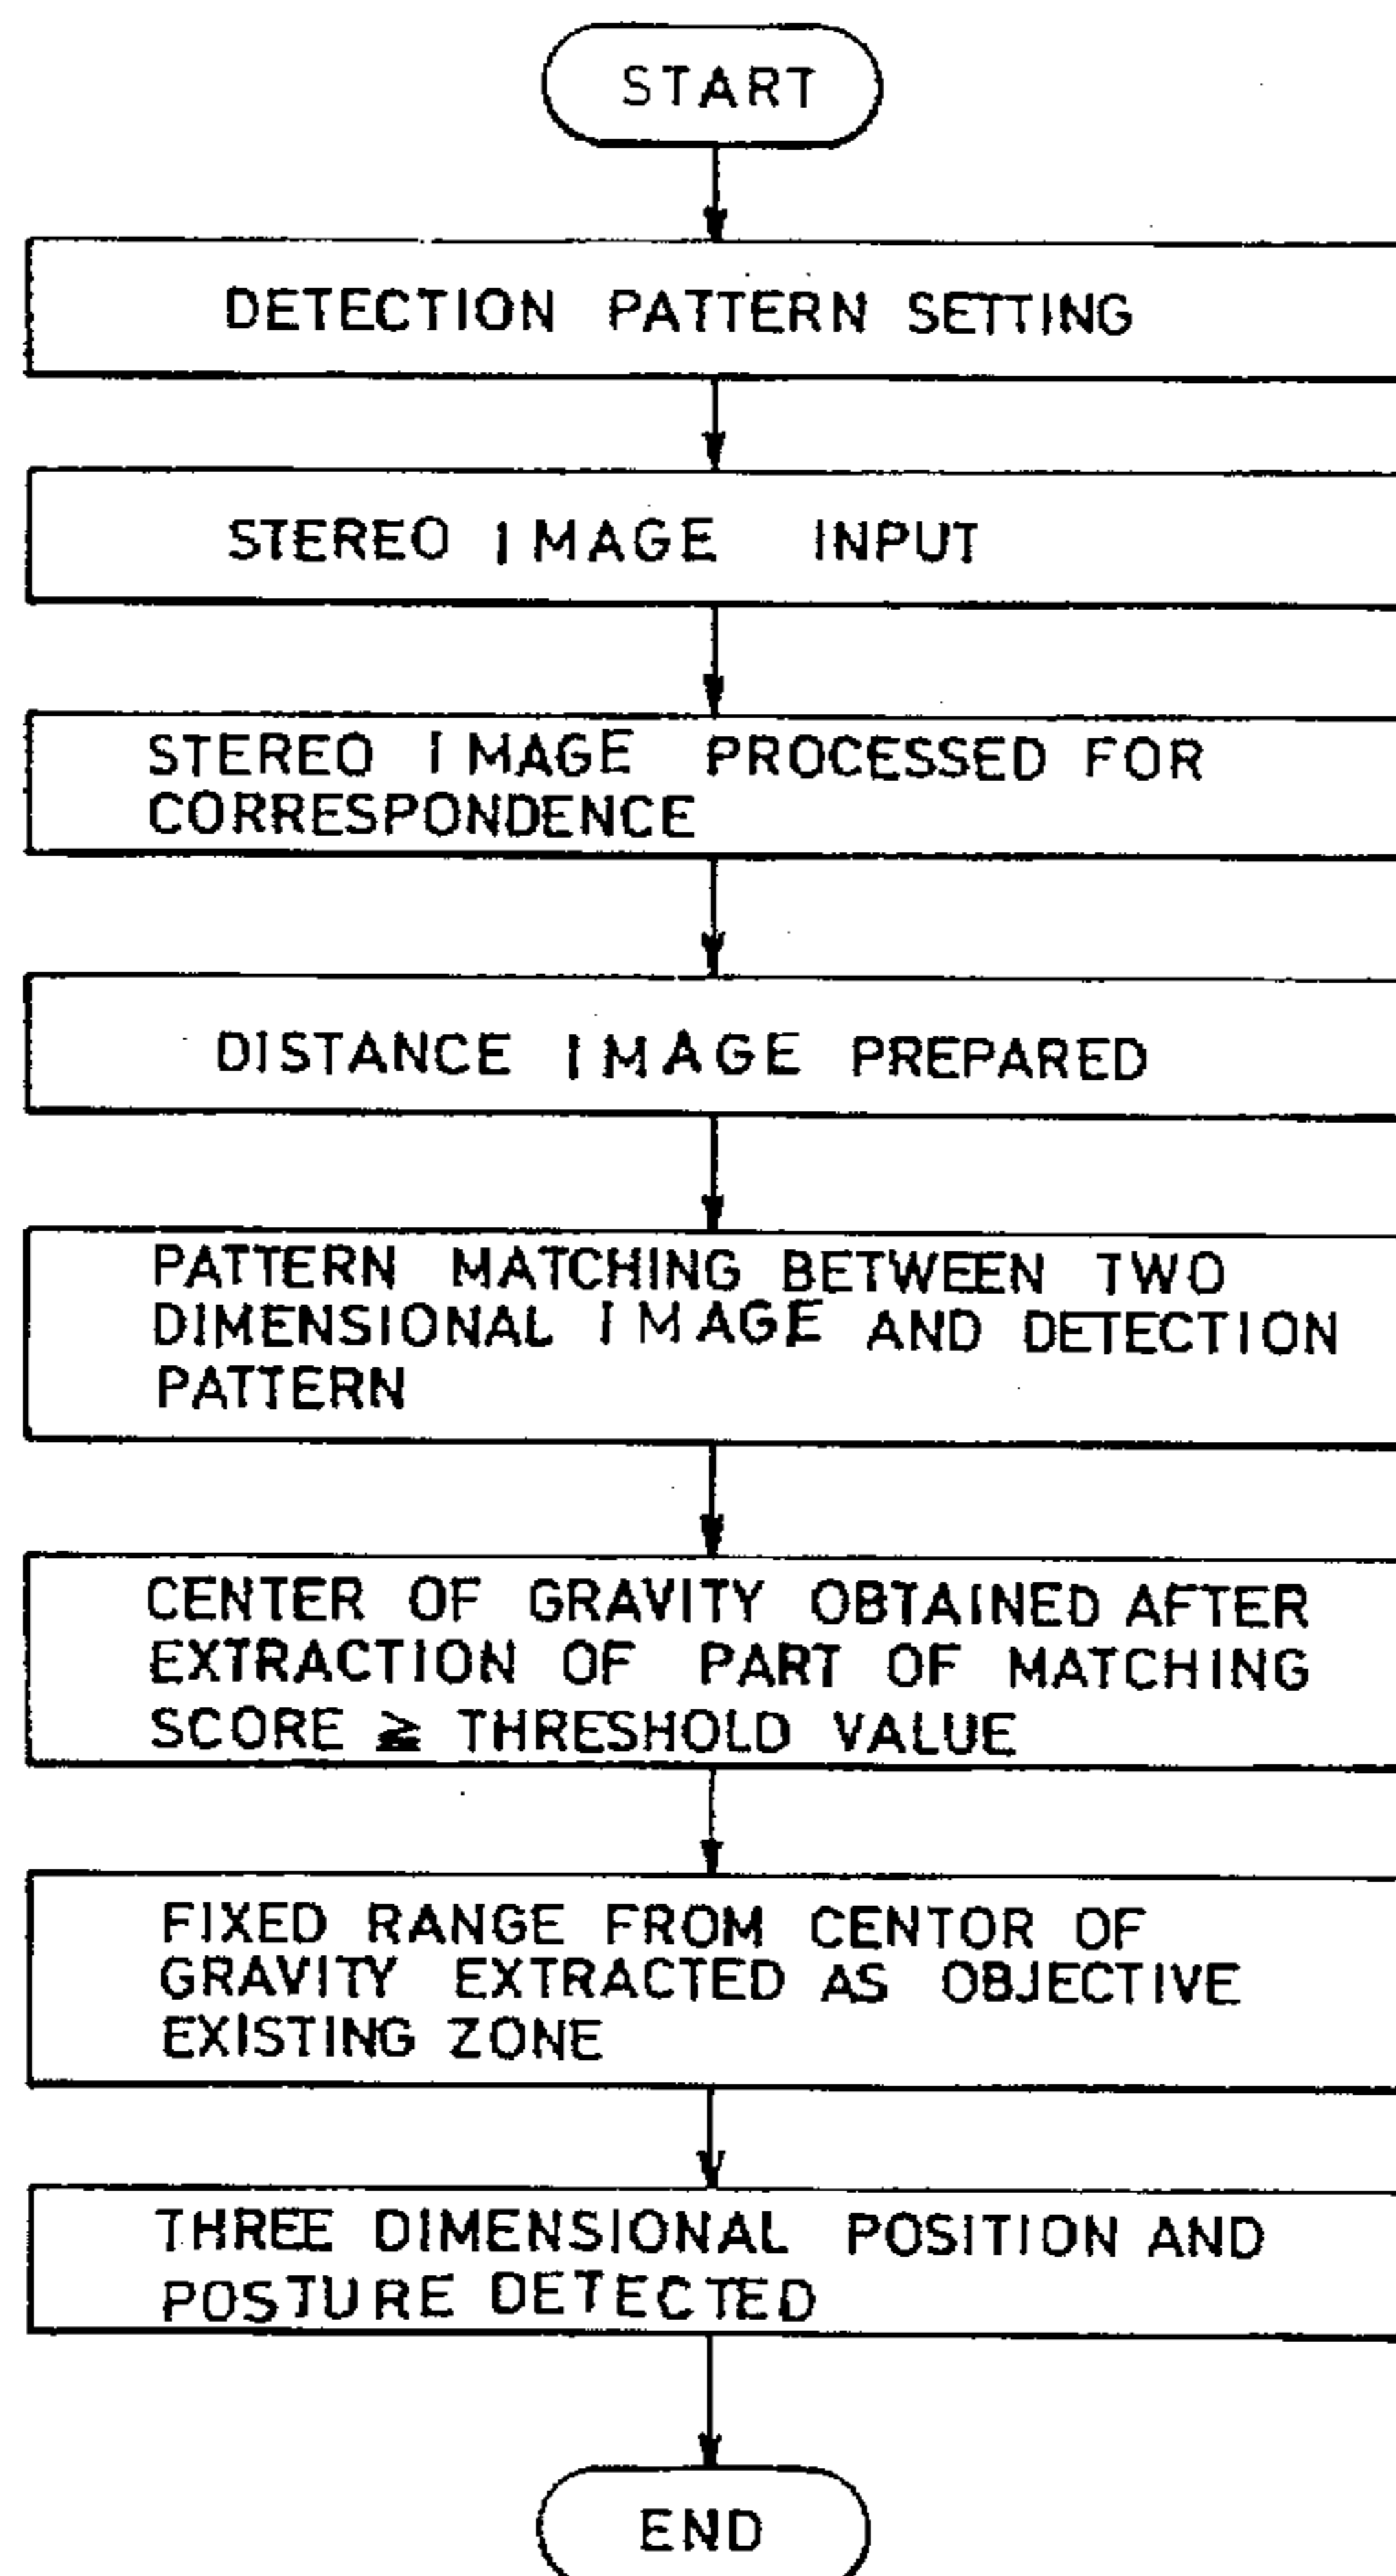 START
DETECTION PATTERN SETTING
STEREO IMAGE INPUT
STEREO IMAGE PROCESSED FOR
CORRESPONDENCE
DISTANCE IMAGE PREPARED
PATTERN MATCHING BETWEEN TWO
DIMENSIONAL IMAGE AND DETECTION
PATTERN
CENTER OF GRAVITY OBTAINED AFTER
EXTRACTION OF PART OF MATCHING
SCORE ≧ THRESHOLD VALUE
FIXED RANGE FROM CENTOR OF
GRAVITY EXTRACTED AS OBJECTIVE
EXISTING ZONE
THREE DIMENSIONAL POSITION AND
POSTURE DETECTED
END